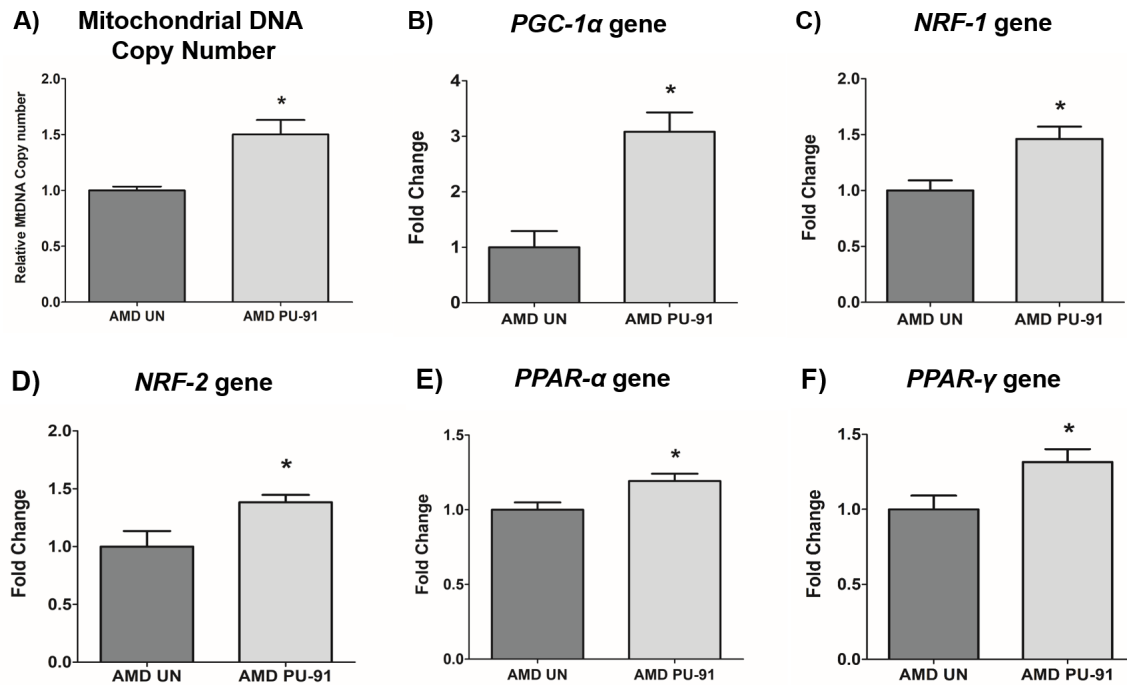 A)
Mitochondrial DNA
Copy Number
Relative MtDNA Copy number
2.0
1.5
1.0
0.5
0.0
*
AMD UN
AMD PU-91
B)
PGC-1α gene
Fold Change
4
3
2
1
0
*
AMD UN
AMD PU-91
C)
NRF-1 gene
Fold Change
2.0
1.5
1.0
0.5
0.0
*
AMD UN
AMD PU-91
D)
NRF-2 gene
Fold Change
2.0
1.5
1.0
0.5
0.0
*
AMD UN
AMD PU-91
E)
PPAR-α gene
Fold Change
1.5
1.0
0.5
0.0
*
AMD UN
AMD PU-91
F)
PPAR-γ gene
Fold Change
1.5
1.0
0.5
0.0
*
AMD UN
AMD PU-91